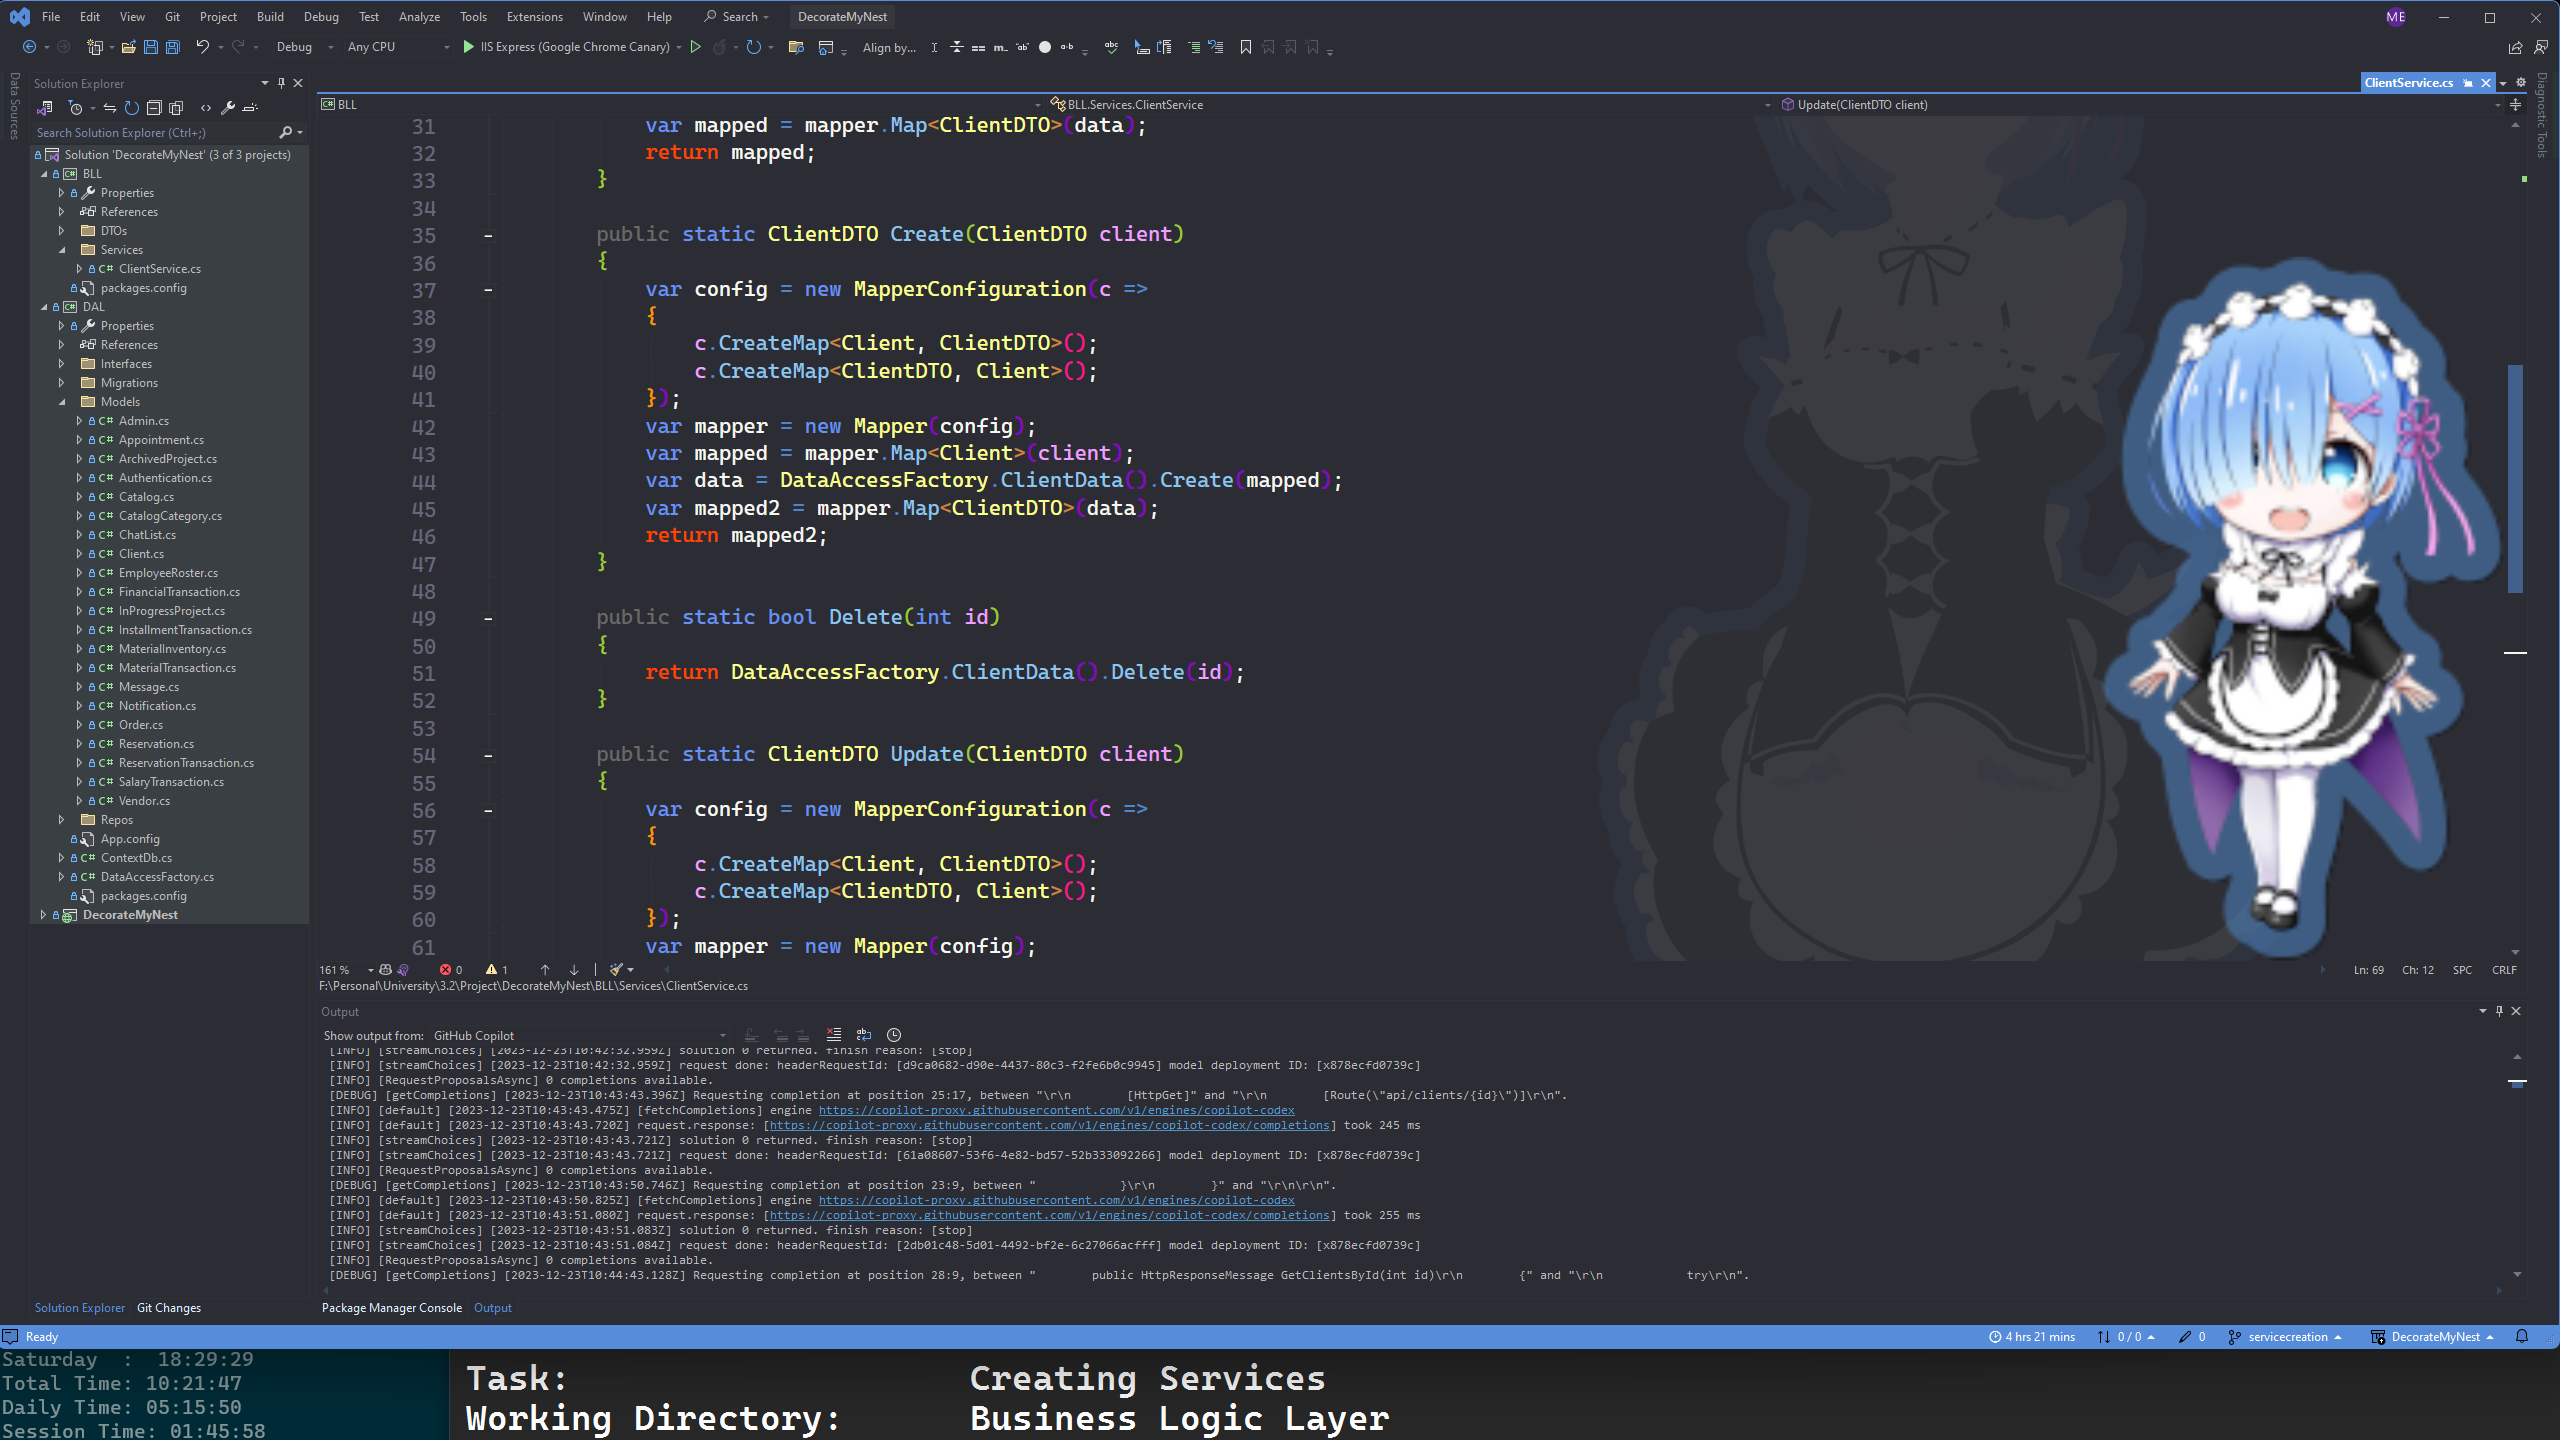 File Edit View Git Project Build Debug Test Analyze Tools Extensions Window Help Search DecorateMyNest ME
Debug Any CPU IIS Express (Google Chrome Canary) Align by...
Data Sources
Solution Explorer
Search Solution Explorer (Ctrl+;)
Solution 'DecorateMyNest' (3 of 3 projects)
BLL
Properties
References
DTOs
Services
C# ClientService.cs
packages.config
DAL
Properties
References
Interfaces
Migrations
Models
C# Admin.cs
C# Appointment.cs
C# ArchivedProject.cs
C# Authentication.cs
C# Catalog.cs
C# CatalogCategory.cs
C# ChatList.cs
C# Client.cs
C# EmployeeRoster.cs
C# FinancialTransaction.cs
C# InProgressProject.cs
C# InstallmentTransaction.cs
C# MaterialInventory.cs
C# MaterialTransaction.cs
C# Message.cs
C# Notification.cs
C# Order.cs
C# Reservation.cs
C# ReservationTransaction.cs
C# SalaryTransaction.cs
C# Vendor.cs
Repos
App.config
C# ContextDb.cs
C# DataAccessFactory.cs
packages.config
DecorateMyNest
Solution Explorer Git Changes
ClientService.cs
Diagnostic Tools
BLL BLL.Services.ClientService Update(ClientDTO client)
31 var mapped = mapper.Map<ClientDTO>(data);
32 return mapped;
33 }
34
35 public static ClientDTO Create(ClientDTO client)
36 {
37 var config = new MapperConfiguration(c =>
38 {
39 c.CreateMap<Client, ClientDTO>();
40 c.CreateMap<ClientDTO, Client>();
41 });
42 var mapper = new Mapper(config);
43 var mapped = mapper.Map<Client>(client);
44 var data = DataAccessFactory.ClientData().Create(mapped);
45 var mapped2 = mapper.Map<ClientDTO>(data);
46 return mapped2;
47 }
48
49 public static bool Delete(int id)
50 {
51 return DataAccessFactory.ClientData().Delete(id);
52 }
53
54 public static ClientDTO Update(ClientDTO client)
55 {
56 var config = new MapperConfiguration(c =>
57 {
58 c.CreateMap<Client, ClientDTO>();
59 c.CreateMap<ClientDTO, Client>();
60 });
61 var mapper = new Mapper(config);
161 % 0 1 Ln: 69 Ch: 12 SPC CRLF
F:\Personal\University\3.2\Project\DecorateMyNest\BLL\Services\ClientService.cs
Output
Show output from: GitHub Copilot
[INFO] [streamChoices] [2023-12-23T10:42:32.959Z] solution 0 returned. finish reason: [stop]
[INFO] [streamChoices] [2023-12-23T10:42:32.959Z] request done: headerRequestId: [d9ca0682-d90e-4437-80c3-f2fe6b0c9945] model deployment ID: [x878ecfd0739c]
[INFO] [RequestProposalsAsync] 0 completions available.
[DEBUG] [getCompletions] [2023-12-23T10:43:43.396Z] Requesting completion at position 25:17, between "\r\n [HttpGet]" and "\r\n [Route(\"api/clients/{id}\")]\r\n".
[INFO] [default] [2023-12-23T10:43:43.475Z] [fetchCompletions] engine https://copilot-proxy.githubusercontent.com/v1/engines/copilot-codex
[INFO] [default] [2023-12-23T10:43:43.720Z] request.response: [https://copilot-proxy.githubusercontent.com/v1/engines/copilot-codex/completions] took 245 ms
[INFO] [streamChoices] [2023-12-23T10:43:43.721Z] solution 0 returned. finish reason: [stop]
[INFO] [streamChoices] [2023-12-23T10:43:43.721Z] request done: headerRequestId: [61a08607-53f6-4e82-bd57-52b333092266] model deployment ID: [x878ecfd0739c]
[INFO] [RequestProposalsAsync] 0 completions available.
[DEBUG] [getCompletions] [2023-12-23T10:43:50.746Z] Requesting completion at position 23:9, between " }\r\n }" and "\r\n\r\n".
[INFO] [default] [2023-12-23T10:43:50.825Z] [fetchCompletions] engine https://copilot-proxy.githubusercontent.com/v1/engines/copilot-codex
[INFO] [default] [2023-12-23T10:43:51.080Z] request.response: [https://copilot-proxy.githubusercontent.com/v1/engines/copilot-codex/completions] took 255 ms
[INFO] [streamChoices] [2023-12-23T10:43:51.083Z] solution 0 returned. finish reason: [stop]
[INFO] [streamChoices] [2023-12-23T10:43:51.084Z] request done: headerRequestId: [2db01c48-5d01-4492-bf2e-6c27066acfff] model deployment ID: [x878ecfd0739c]
[INFO] [RequestProposalsAsync] 0 completions available.
[DEBUG] [getCompletions] [2023-12-23T10:44:43.128Z] Requesting completion at position 28:9, between " public HttpResponseMessage GetClientsById(int id)\r\n {" and "\r\n try\r\n".
Package Manager Console Output
Ready 4 hrs 21 mins 0 / 0 0 servicecreation DecorateMyNest
Saturday : 18:29:29
Total Time: 10:21:47
Daily Time: 05:15:50
Session Time: 01:45:58
Task: Creating Services
Working Directory: Business Logic Layer